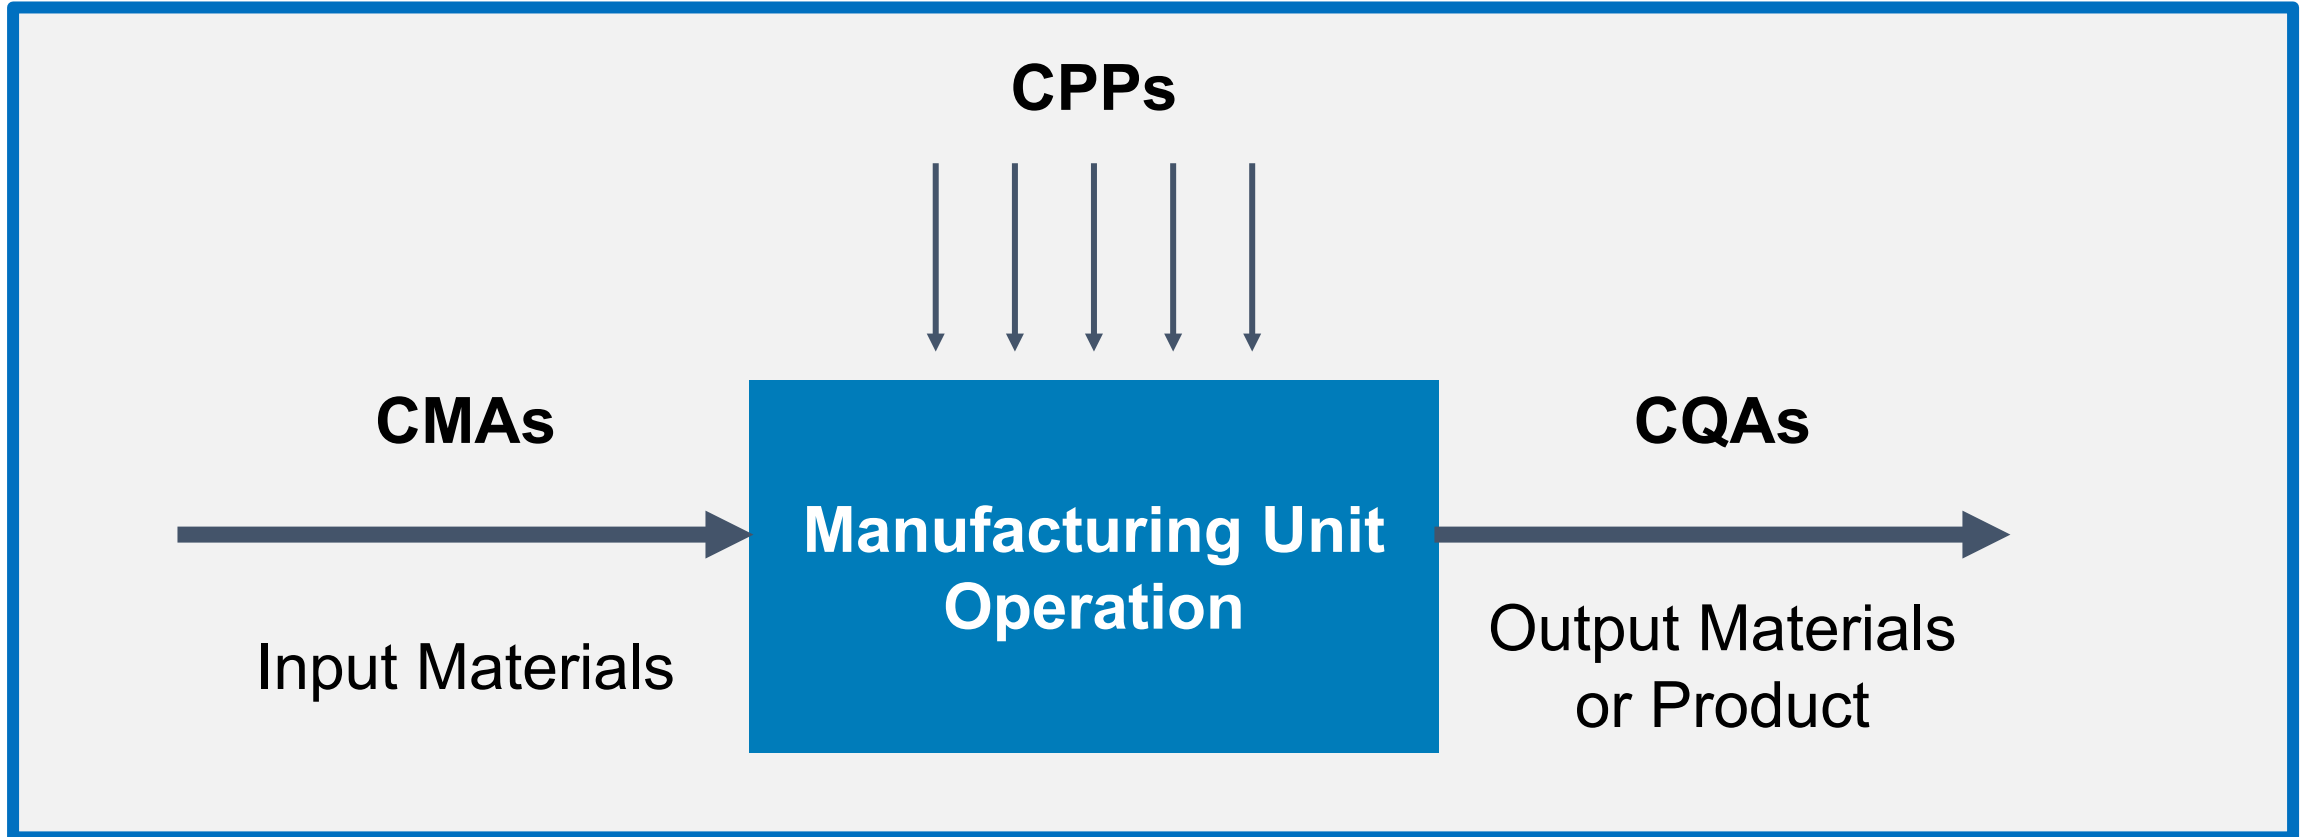 CPPs
CMAs
CQAs
Manufacturing Unit
Operation
Input Materials
Output Materials
or Product